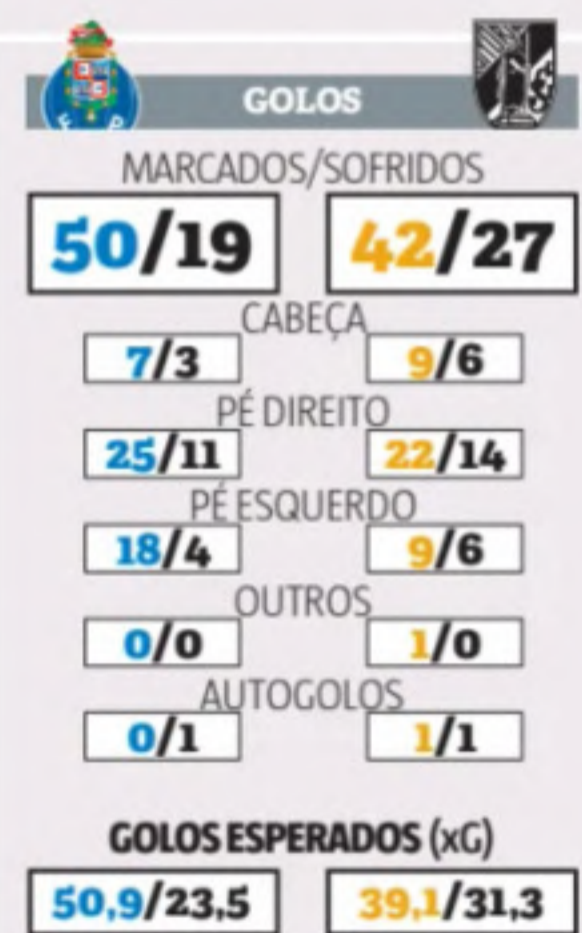 GOLOS
MARCADOS/SOFRIDOS
50/19 42/27
CABEÇA
7/3 9/6
PÉ DIREITO
25/11 22/14
PÉ ESQUERDO
18/4 9/6
OUTROS
0/0 1/0
AUTOGOLOS
0/1 1/1
GOLOS ESPERADOS (xG)
50,9/23,5 39,1/31,3